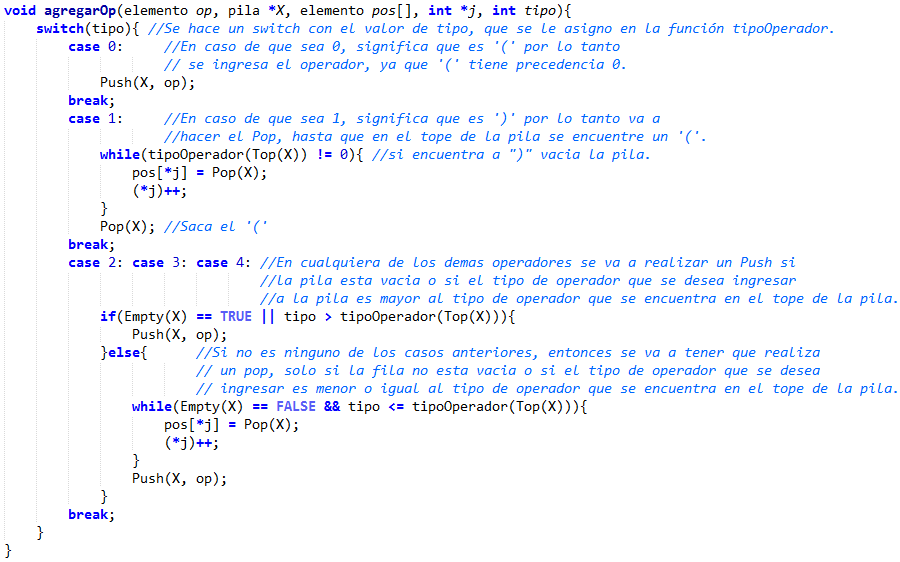 void agregarOp(elemento op, pila *X, elemento pos[], int *j, int tipo){
switch(tipo){ //Se hace un switch con el valor de tipo, que se le asigno en la función tipoOperador.
case 0: //En caso de que sea 0, significa que es '(' por lo tanto
// se ingresa el operador, ya que '(' tiene precedencia 0.
Push(X, op);
break;
case 1: //En caso de que sea 1, significa que es ')' por lo tanto va a
//hacer el Pop, hasta que en el tope de la pila se encuentre un '('.
while(tipoOperador(Top(X)) != 0){ //si encuentra a ")" vacia la pila.
pos[*j] = Pop(X);
(*j)++;
}
Pop(X); //Saca el '('
break;
case 2: case 3: case 4: //En cualquiera de los demas operadores se va a realizar un Push si
//la pila esta vacia o si el tipo de operador que se desea ingresar
//a la pila es mayor al tipo de operador que se encuentra en el tope de la pila.
if(Empty(X) == TRUE || tipo > tipoOperador(Top(X))){
Push(X, op);
}else{ //Si no es ninguno de los casos anteriores, entonces se va a tener que realiza
// un pop, solo si la fila no esta vacia o si el tipo de operador que se desea
// ingresar es menor o igual al tipo de operador que se encuentra en el tope de la pila.
while(Empty(X) == FALSE && tipo <= tipoOperador(Top(X))){
pos[*j] = Pop(X);
(*j)++;
}
Push(X, op);
}
break;
}
}